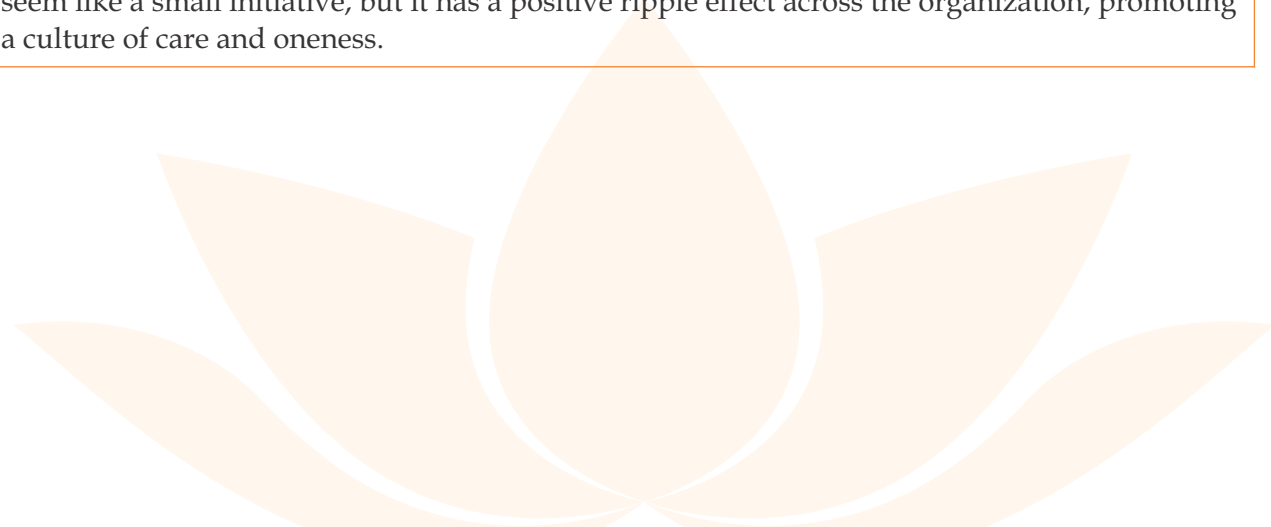 seem like a small initiative, but it has a positive ripple effect across the organization, promoting
a culture of care and oneness.